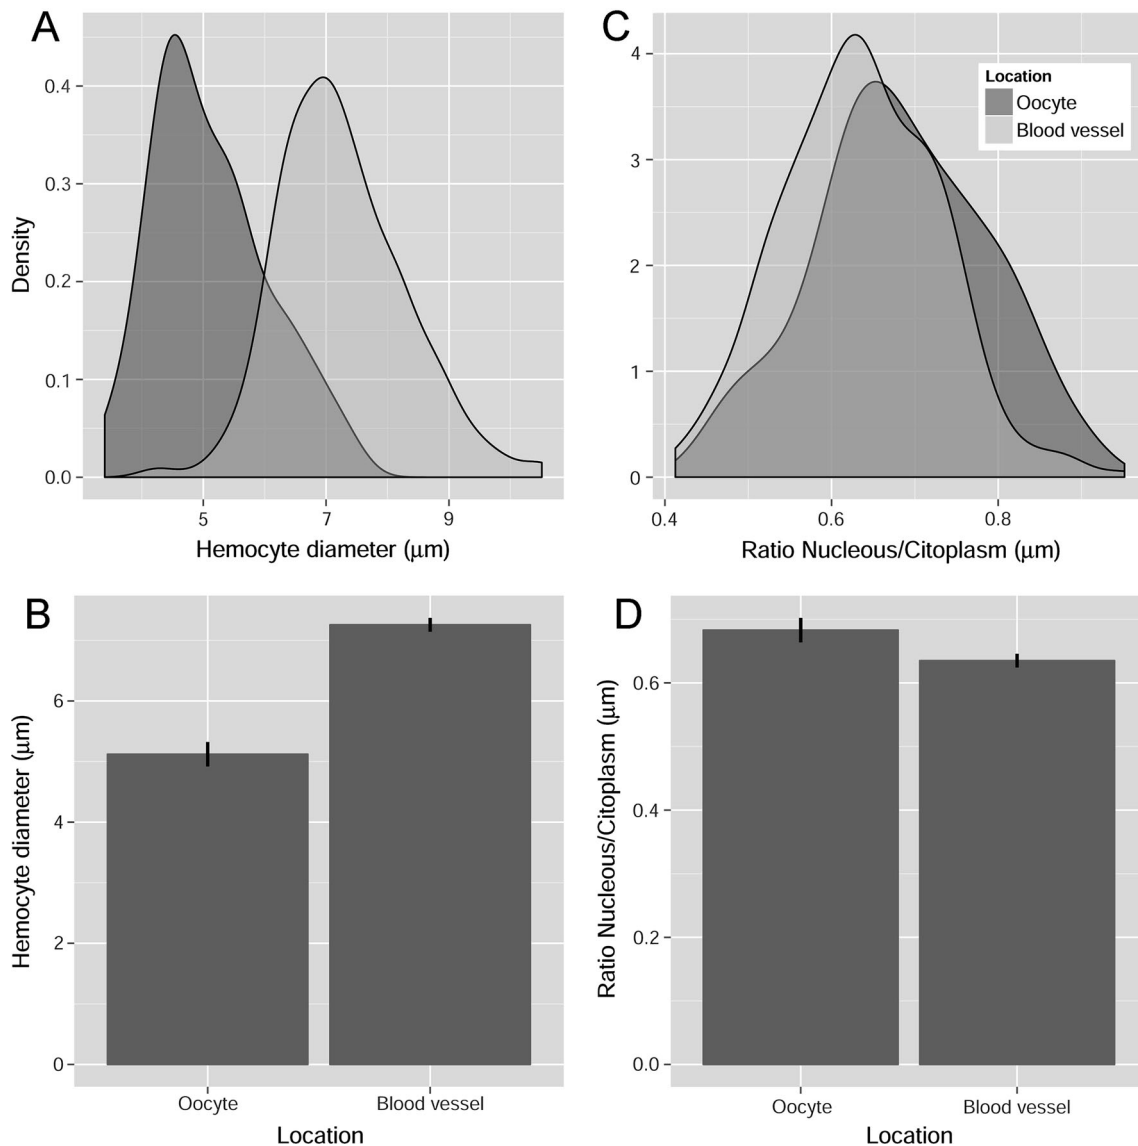 A
Density
0.4
0.3
0.2
0.1
0.0
5 7 9
Hemocyte diameter (μm)
C
4
3
2
1
0
0.4 0.6 0.8
Ratio Nucleous/Citoplasm (μm)
Location
Oocyte
Blood vessel
B
Hemocyte diameter (μm)
6
4
2
0
Oocyte Blood vessel
Location
D
Ratio Nucleous/Citoplasm (μm)
0.6
0.4
0.2
0.0
Oocyte Blood vessel
Location